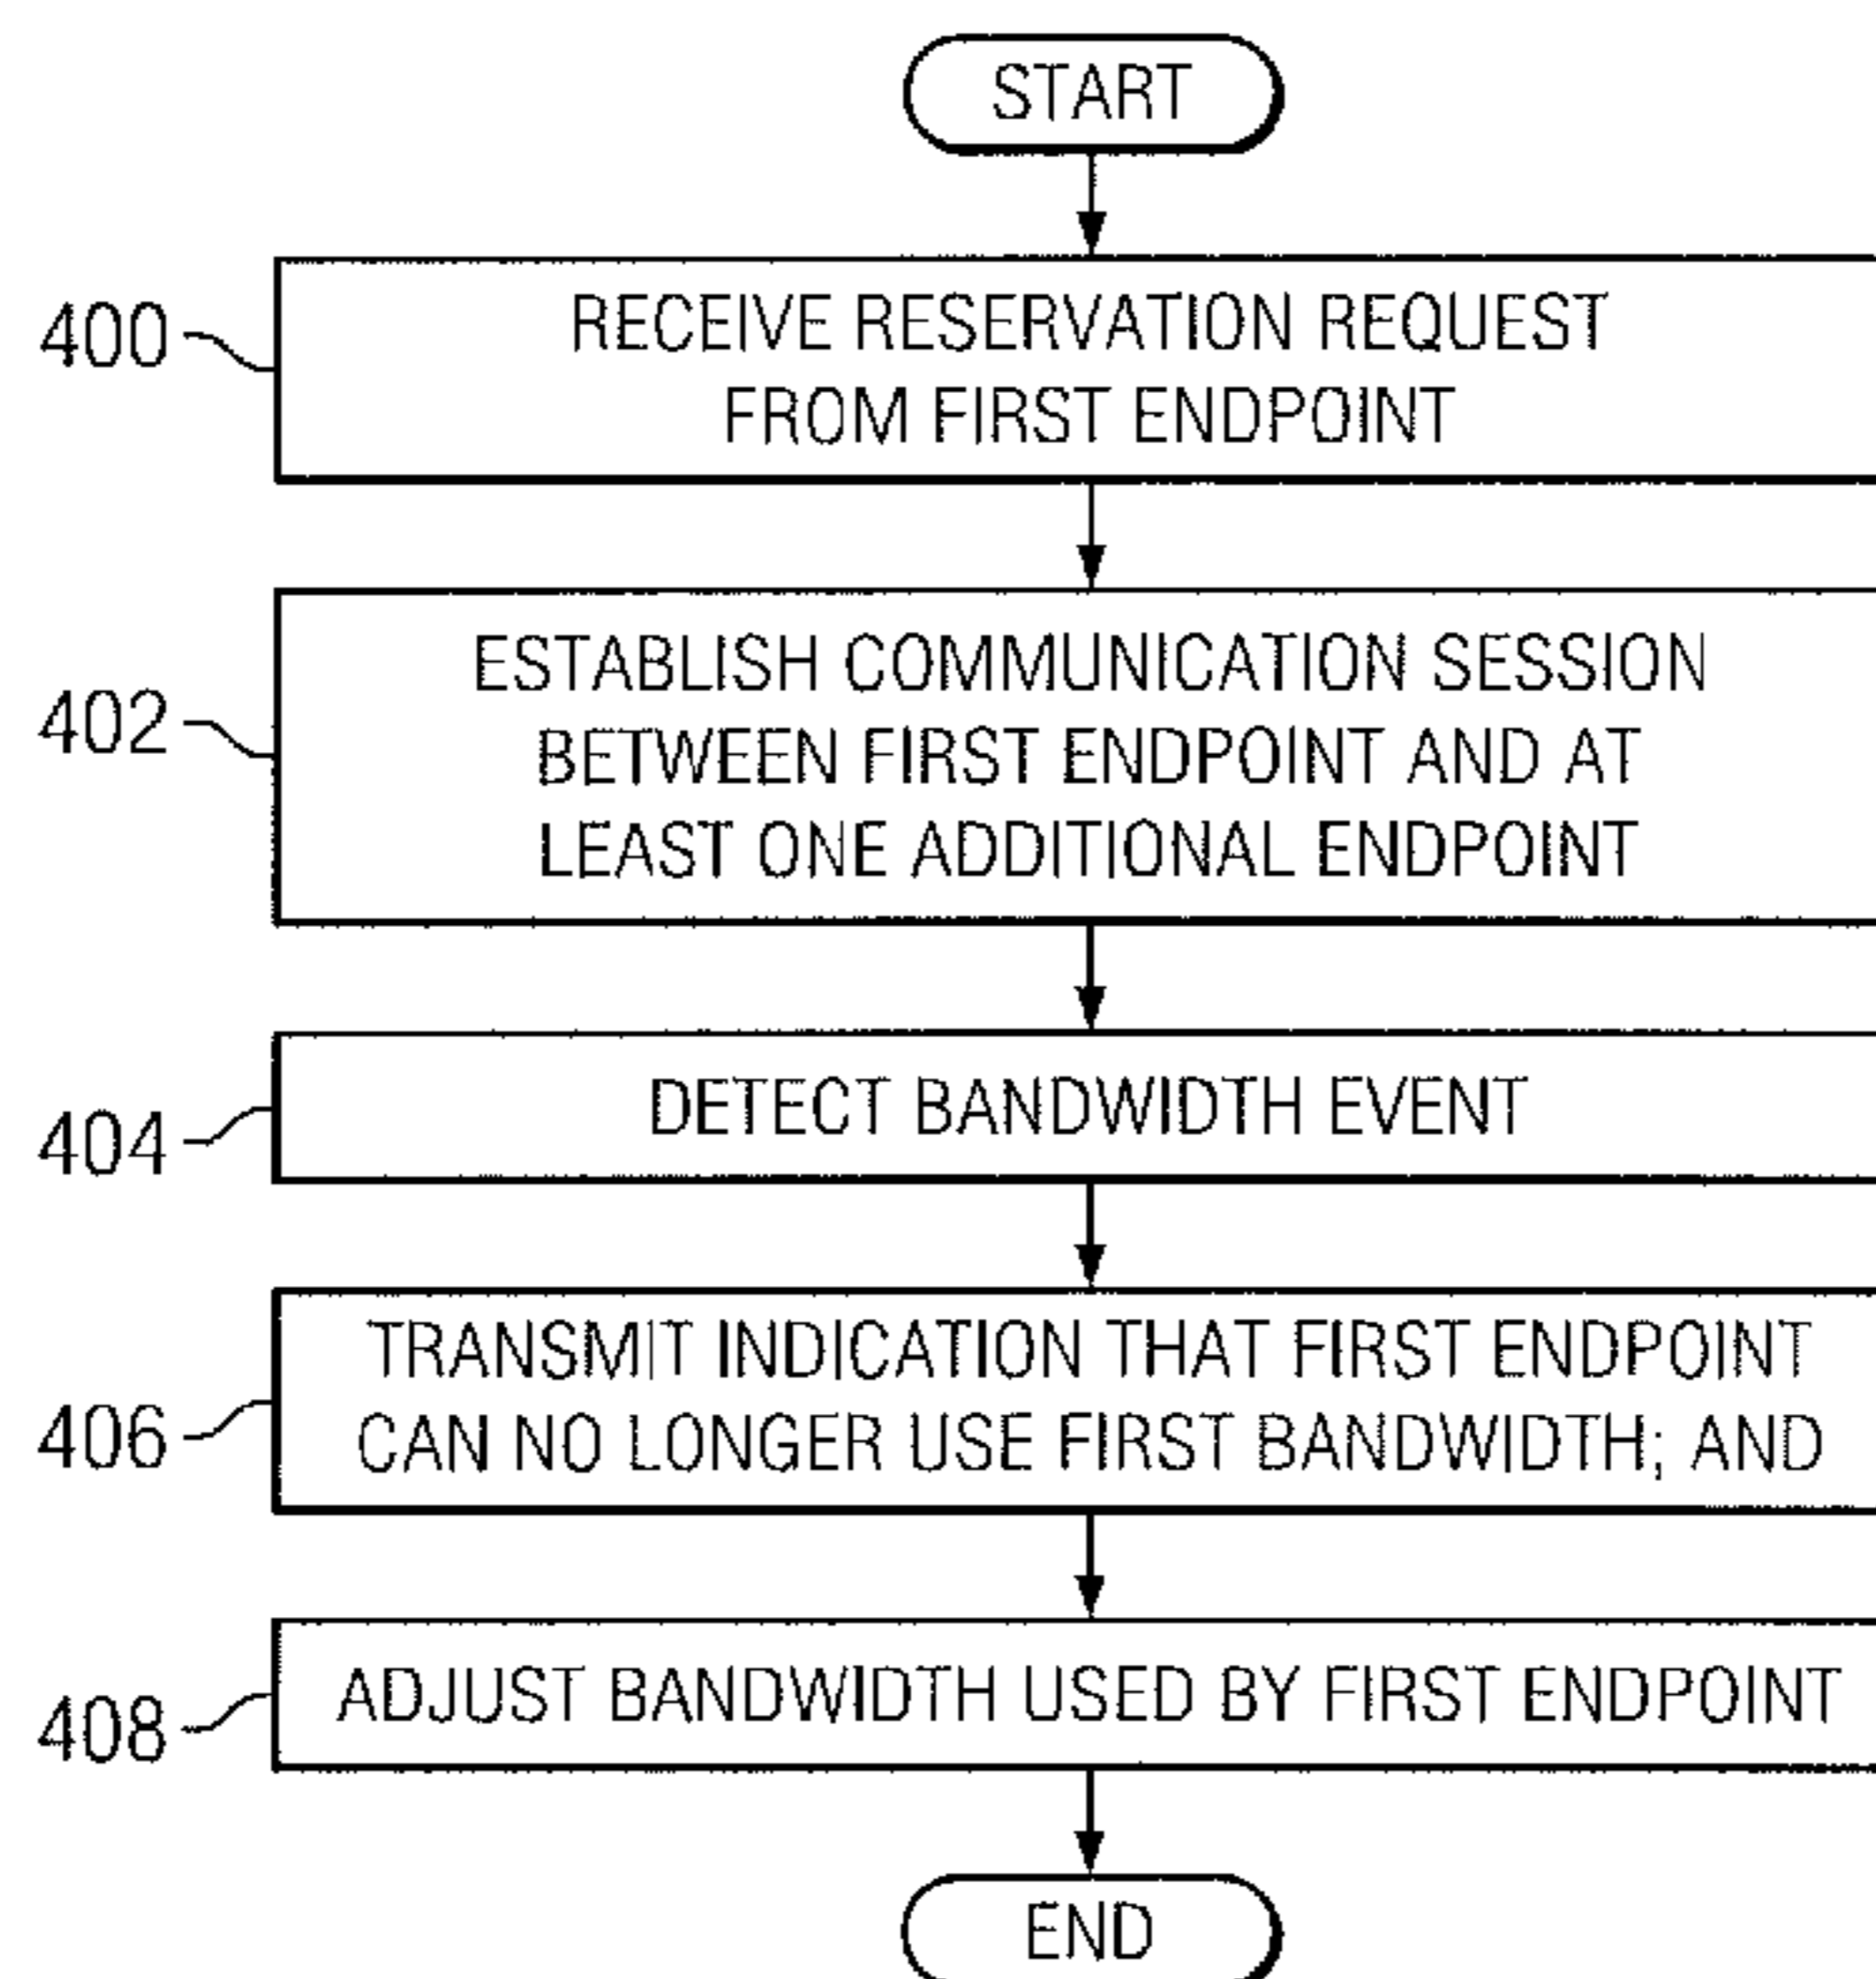 START
400
RECEIVE RESERVATION REQUEST
FROM FIRST ENDPOINT
402
ESTABLISH COMMUNICATION SESSION
BETWEEN FIRST ENDPOINT AND AT
LEAST ONE ADDITIONAL ENDPOINT
404
DETECT BANDWIDTH EVENT
406
TRANSMIT INDICATION THAT FIRST ENDPOINT
CAN NO LONGER USE FIRST BANDWIDTH; AND
408
ADJUST BANDWIDTH USED BY FIRST ENDPOINT
END